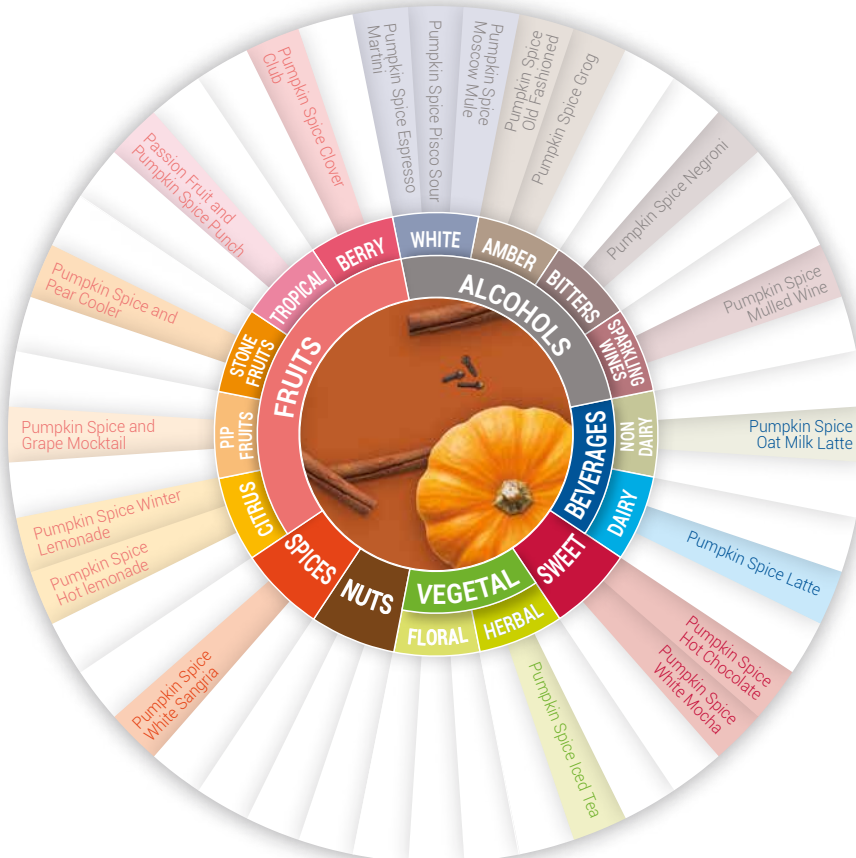 Pumpkin Spice Espresso
Martini
Pumpkin Spice Pisco Sour
Pumpkin Spice
Moscow Mule
Pumpkin Spice
Old Fashioned
Pumpkin Spice Grog
Pumpkin Spice Negroni
Pumpkin Spice
Mulled Wine
Pumpkin Spice
Oat Milk Latte
Pumpkin Spice Latte
Pumpkin Spice
Hot Chocolate
Pumpkin Spice
White Mocha
Pumpkin Spice Iced Tea
Pumpkin Spice
White Sangria
Pumpkin Spice
Hot lemonade
Pumpkin Spice Winter
Lemonade
Pumpkin Spice and
Grape Mocktail
Pumpkin Spice and
Pear Cooler
Passion Fruit and
Pumpkin Spice Punch
Pumpkin Spice Clover
Club
WHITE
AMBER
BITTERS
SPARKLING
WINES
NON
DAIRY
DAIRY
SWEET
HERBAL
FLORAL
NUTS
SPICES
CITRUS
PIP
FRUITS
STONE
FRUITS
TROPICAL
BERRY
ALCOHOLS
BEVERAGES
VEGETAL
FRUITS